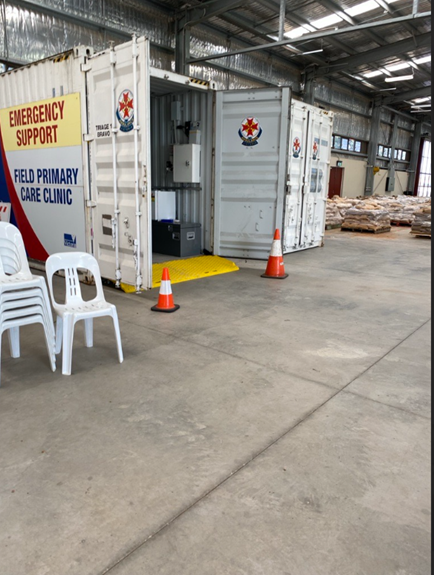 EMERGENCY
SUPPORT
FIELD PRIMARY
CARE CLINIC
TRIAGE 1
BRAVO